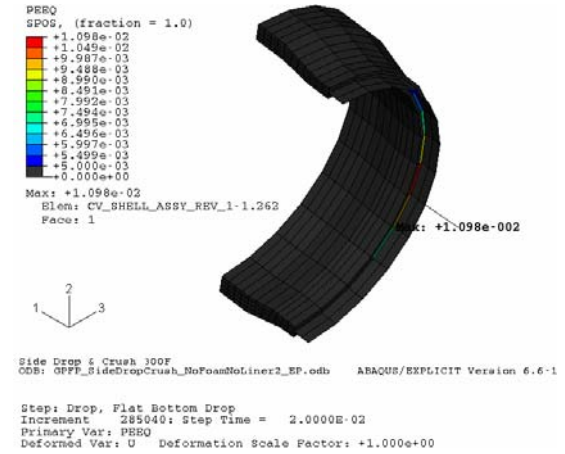 PEEQ
SPOS, (fraction = 1.0)
+1.098e-02
+1.049e-02
+9.987e-03
+9.488e-03
+8.990e-03
+8.491e-03
+7.992e-03
+7.494e-03
+6.995e-03
+6.496e-03
+5.997e-03
+5.499e-03
+5.000e-03
+0.000e+00
Max: +1.098e-02
Elem: CV_SHELL_ASSY_REV_1-1.262
Face: 1
Max: +1.098e-002
2
1
3
Side Drop & Crush 300F
ODB: GPFP_SideDropCrush_NoFoamNoLiner2_EP.odb ABAQUS/EXPLICIT Version 6.6-1
Step: Drop, Flat Bottom Drop
Increment 285040: Step Time = 2.0000E-02
Primary Var: PEEQ
Deformed Var: U Deformation Scale Factor: +1.000e+00